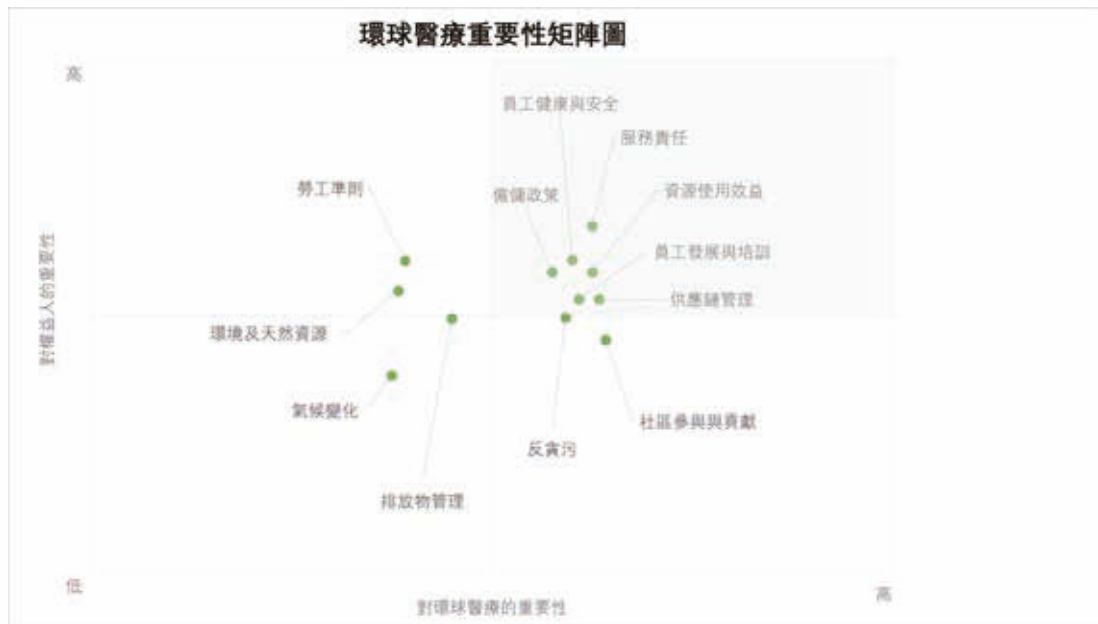 環球醫療重要性矩陣圖
高
員工健康與安全
服務責任
勞工準則
僱傭政策
資源使用效益
員工發展與培訓
供應鏈管理
對權益人的重要性
環境及天然資源
氣候變化
社區參與與貢獻
反貪污
排放物管理
低
高
對環球醫療的重要性